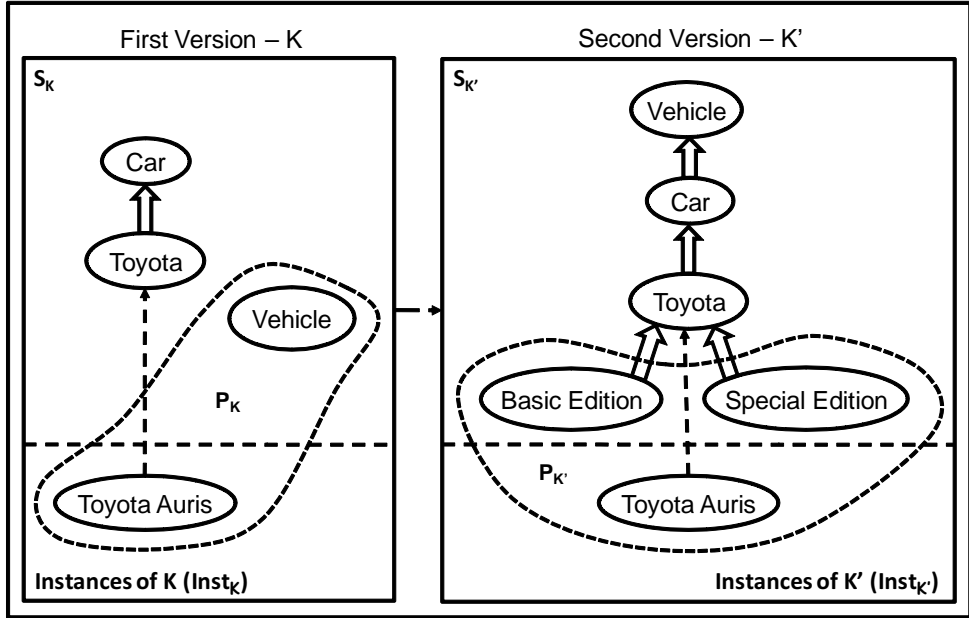 First Version – K
S_K
Car
Toyota
Vehicle
P_K
Toyota Auris
Instances of K (Inst_K)
Second Version – K’
S_K’
Vehicle
Car
Toyota
Basic Edition
Special Edition
P_K’
Toyota Auris
Instances of K’ (Inst_K’)